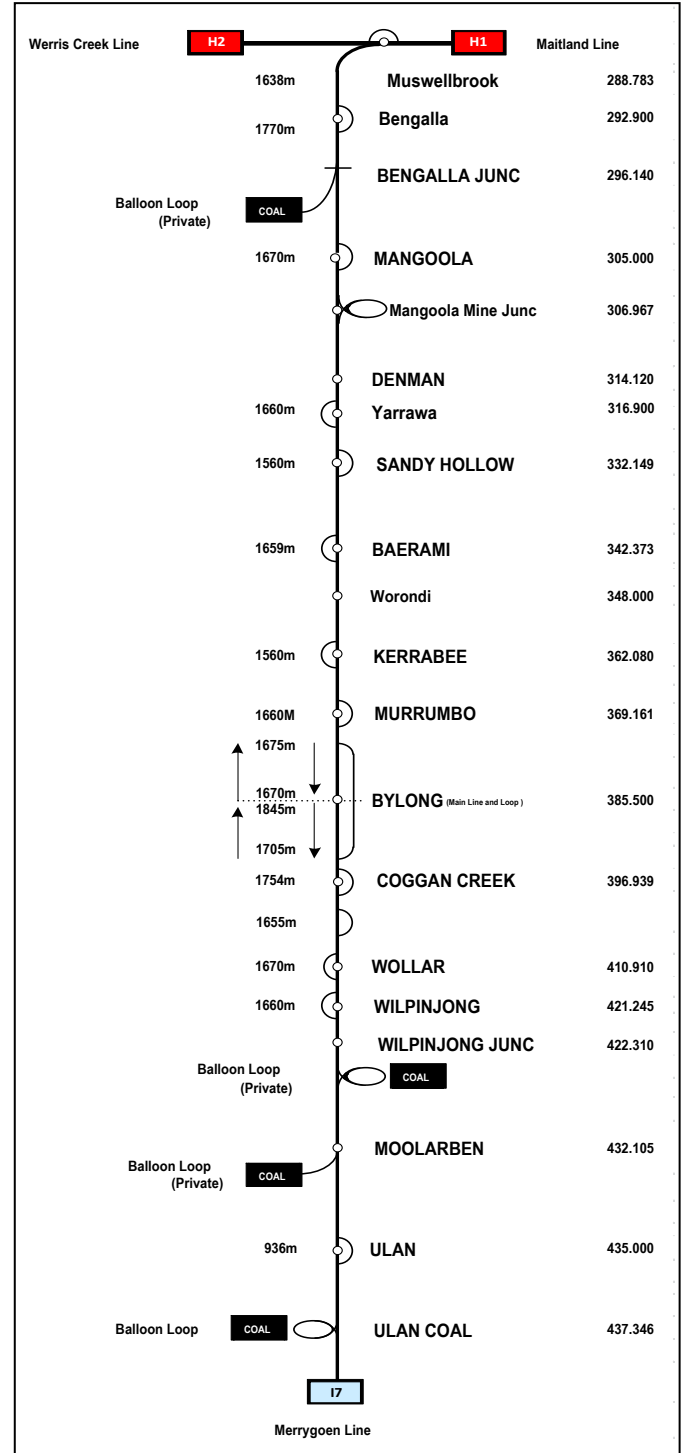 Werris Creek Line H2 H1 Maitland Line
1638m Muswellbrook 288.783
1770m Bengalla 292.900
BENGALLA JUNC 296.140
Balloon Loop
(Private) COAL
1670m MANGOOLA 305.000
Mangoola Mine Junc 306.967
DENMAN 314.120
1660m Yarrawa 316.900
1560m SANDY HOLLOW 332.149
1659m BAERAMI 342.373
Worondi 348.000
1560m KERRABEE 362.080
1660M MURRUMBO 369.161
1675m
1670m
BYLONG (Main Line and Loop ) 385.500
1845m
1705m
1754m COGGAN CREEK 396.939
1655m
1670m WOLLAR 410.910
1660m WILPINJONG 421.245
WILPINJONG JUNC 422.310
Balloon Loop
(Private) COAL
MOOLARBEN 432.105
Balloon Loop
(Private) COAL
936m ULAN 435.000
Balloon Loop COAL ULAN COAL 437.346
I7
Merrygoen Line